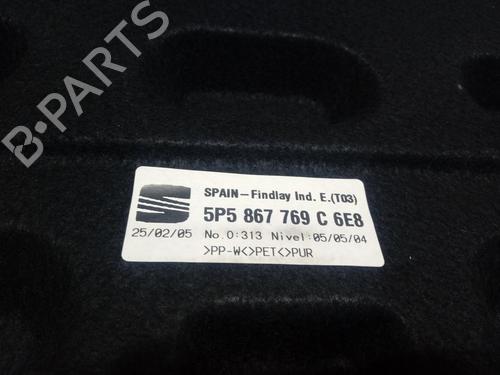 B-PARTS
SPAIN-Findlay Ind. E.(T03)
5P5 867 769 C 6E8
25/02/05 No.O:313 Nivel:05/05/04
>PP-W<>PET<>PUR